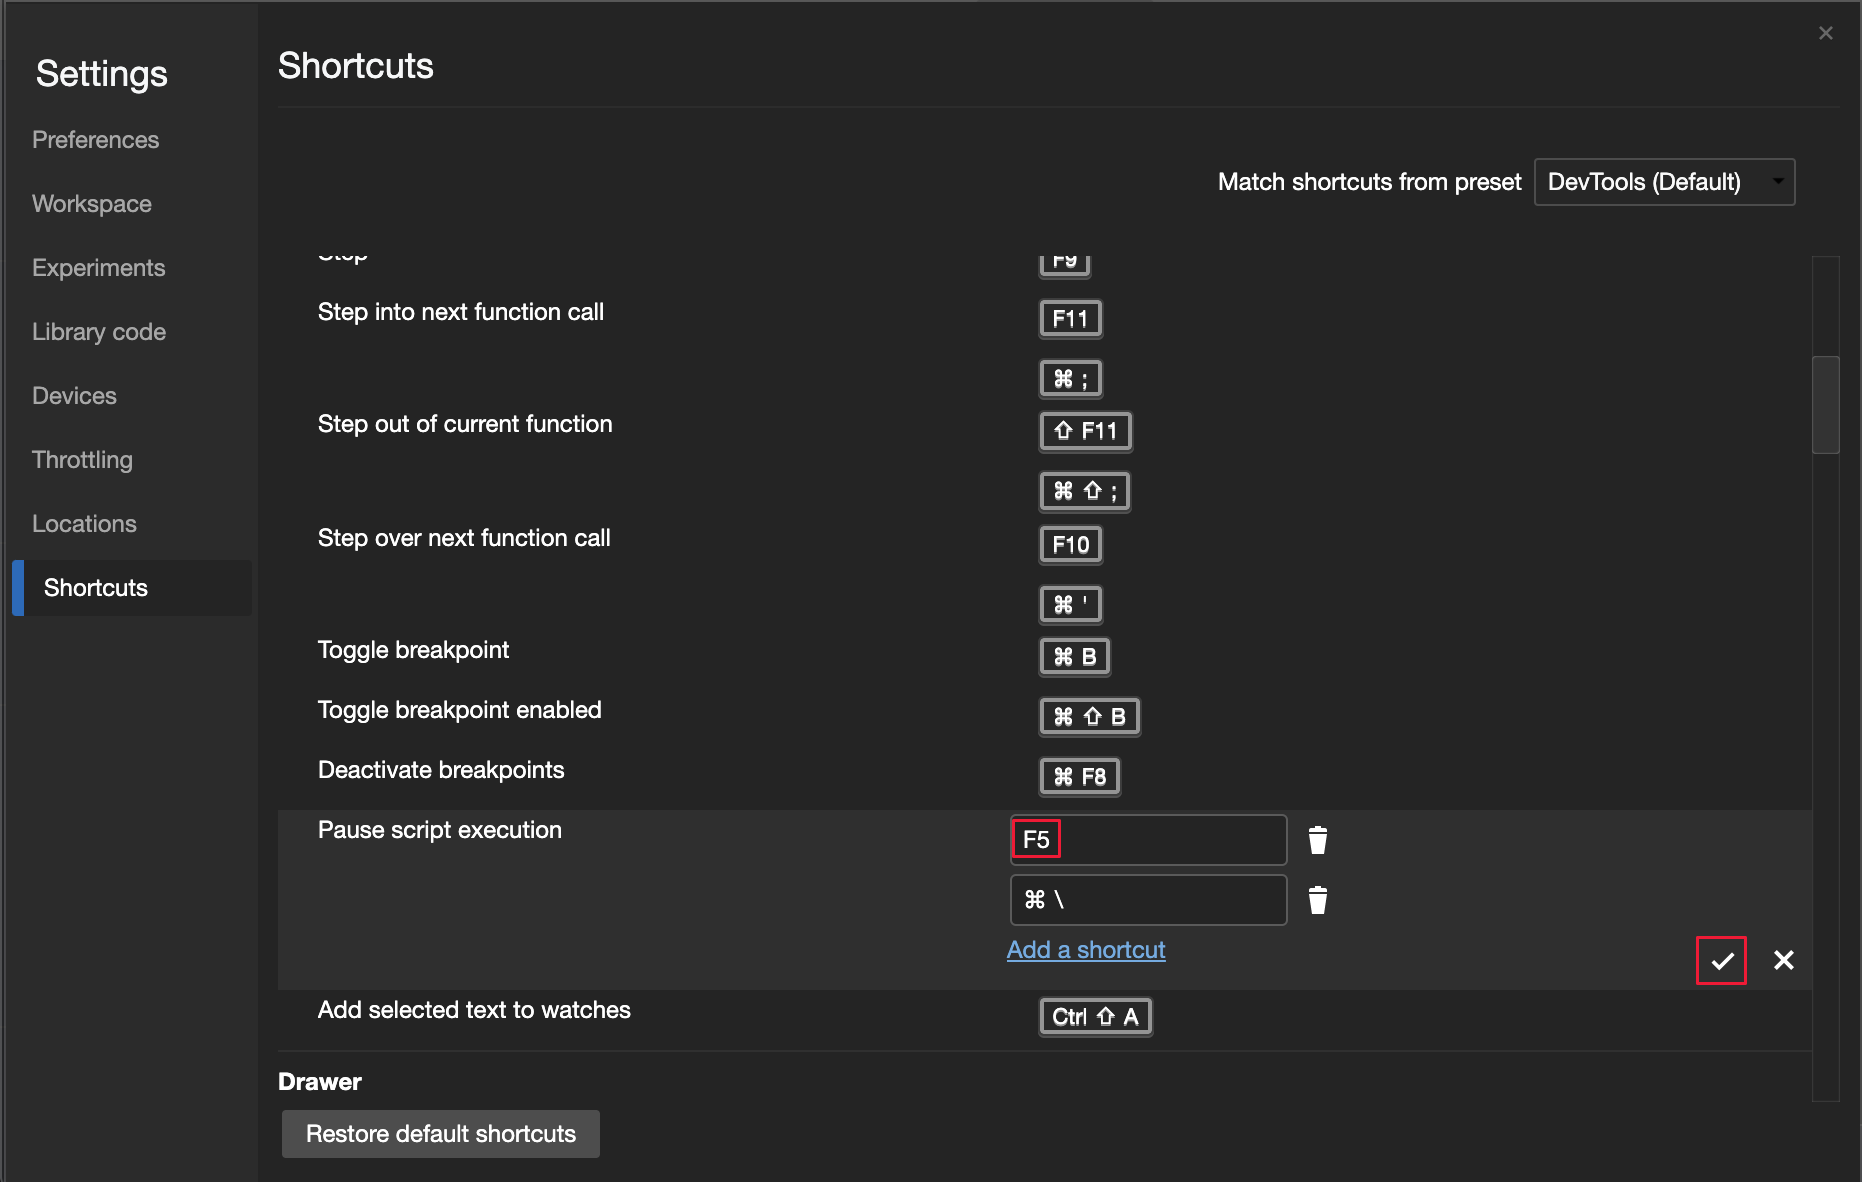 Settings
Preferences
Workspace
Experiments
Library code
Devices
Throttling
Locations
Shortcuts
Shortcuts
Match shortcuts from preset DevTools (Default)
Step F9
Step into next function call F11
⌘ ;
Step out of current function ⇧ F11
⌘ ⇧ ;
Step over next function call F10
⌘ '
Toggle breakpoint ⌘ B
Toggle breakpoint enabled ⌘ ⇧ B
Deactivate breakpoints ⌘ F8
Pause script execution F5
⌘ \
Add a shortcut
Add selected text to watches Ctrl ⇧ A
Drawer
Restore default shortcuts